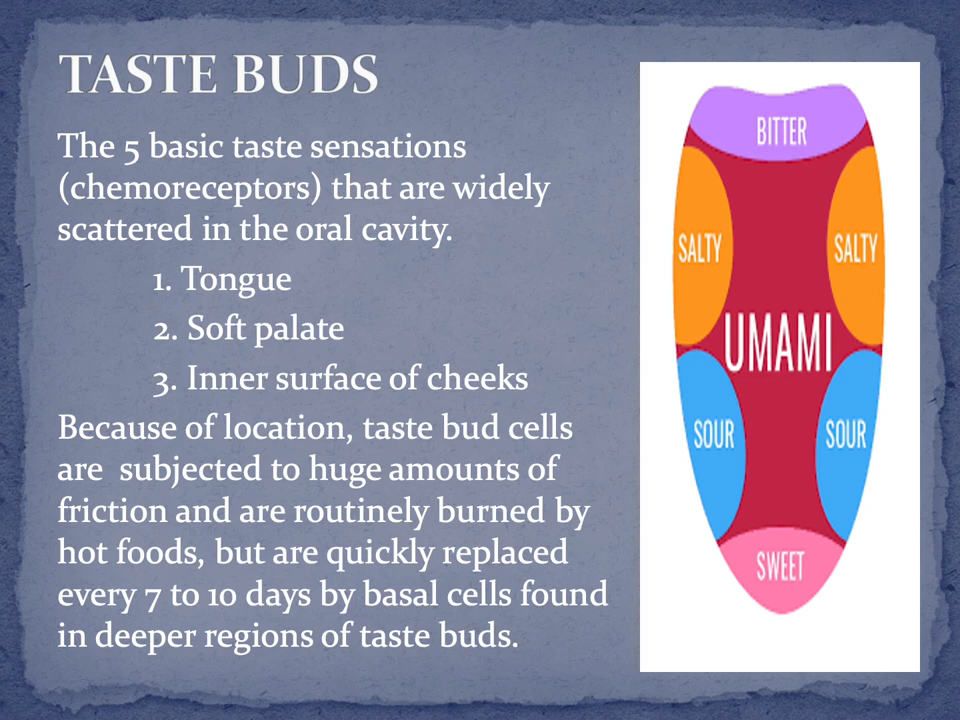 TASTE BUDS
The 5 basic taste sensations
(chemoreceptors) that are widely
scattered in the oral cavity.
1. Tongue
2. Soft palate
3. Inner surface of cheeks
Because of location, taste bud cells
are  subjected to huge amounts of
friction and are routinely burned by
hot foods, but are quickly replaced
every 7 to 10 days by basal cells found
in deeper regions of taste buds.
BITTER
SALTY SALTY
UMAMI
SOUR SOUR
SWEET